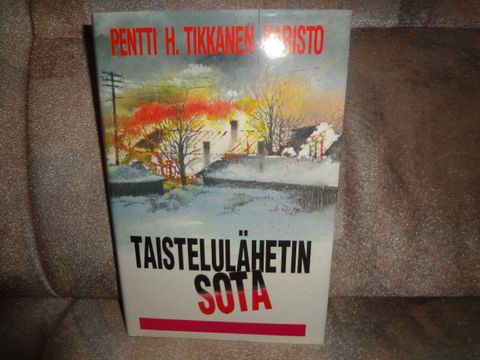 PENTTI H. TIKKANEN KARISTO
TAISTELULÄHETIN
SOTA